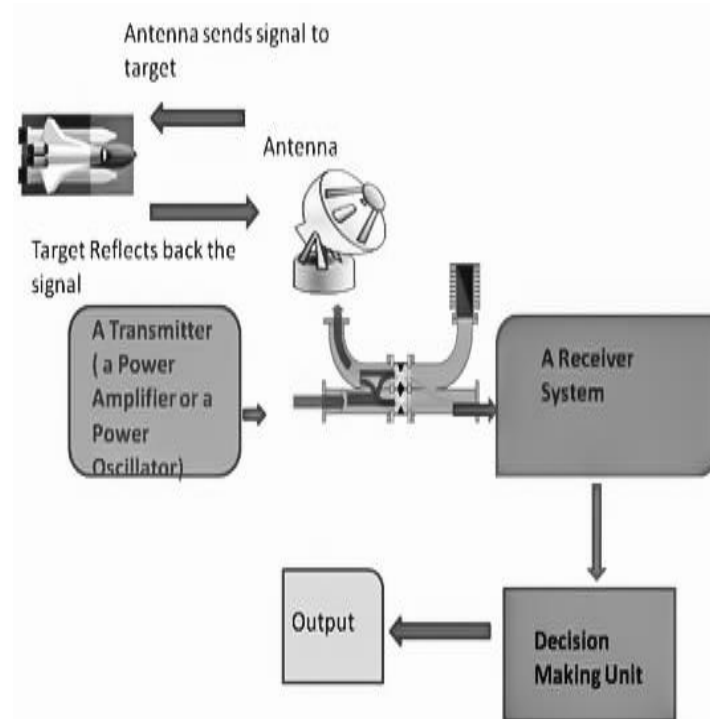 Antenna sends signal to
target
Antenna
Target Reflects back the
signal
A Transmitter
( a Power
Amplifier or a
Power
Oscillator)
A Receiver
System
Output
Decision
Making Unit